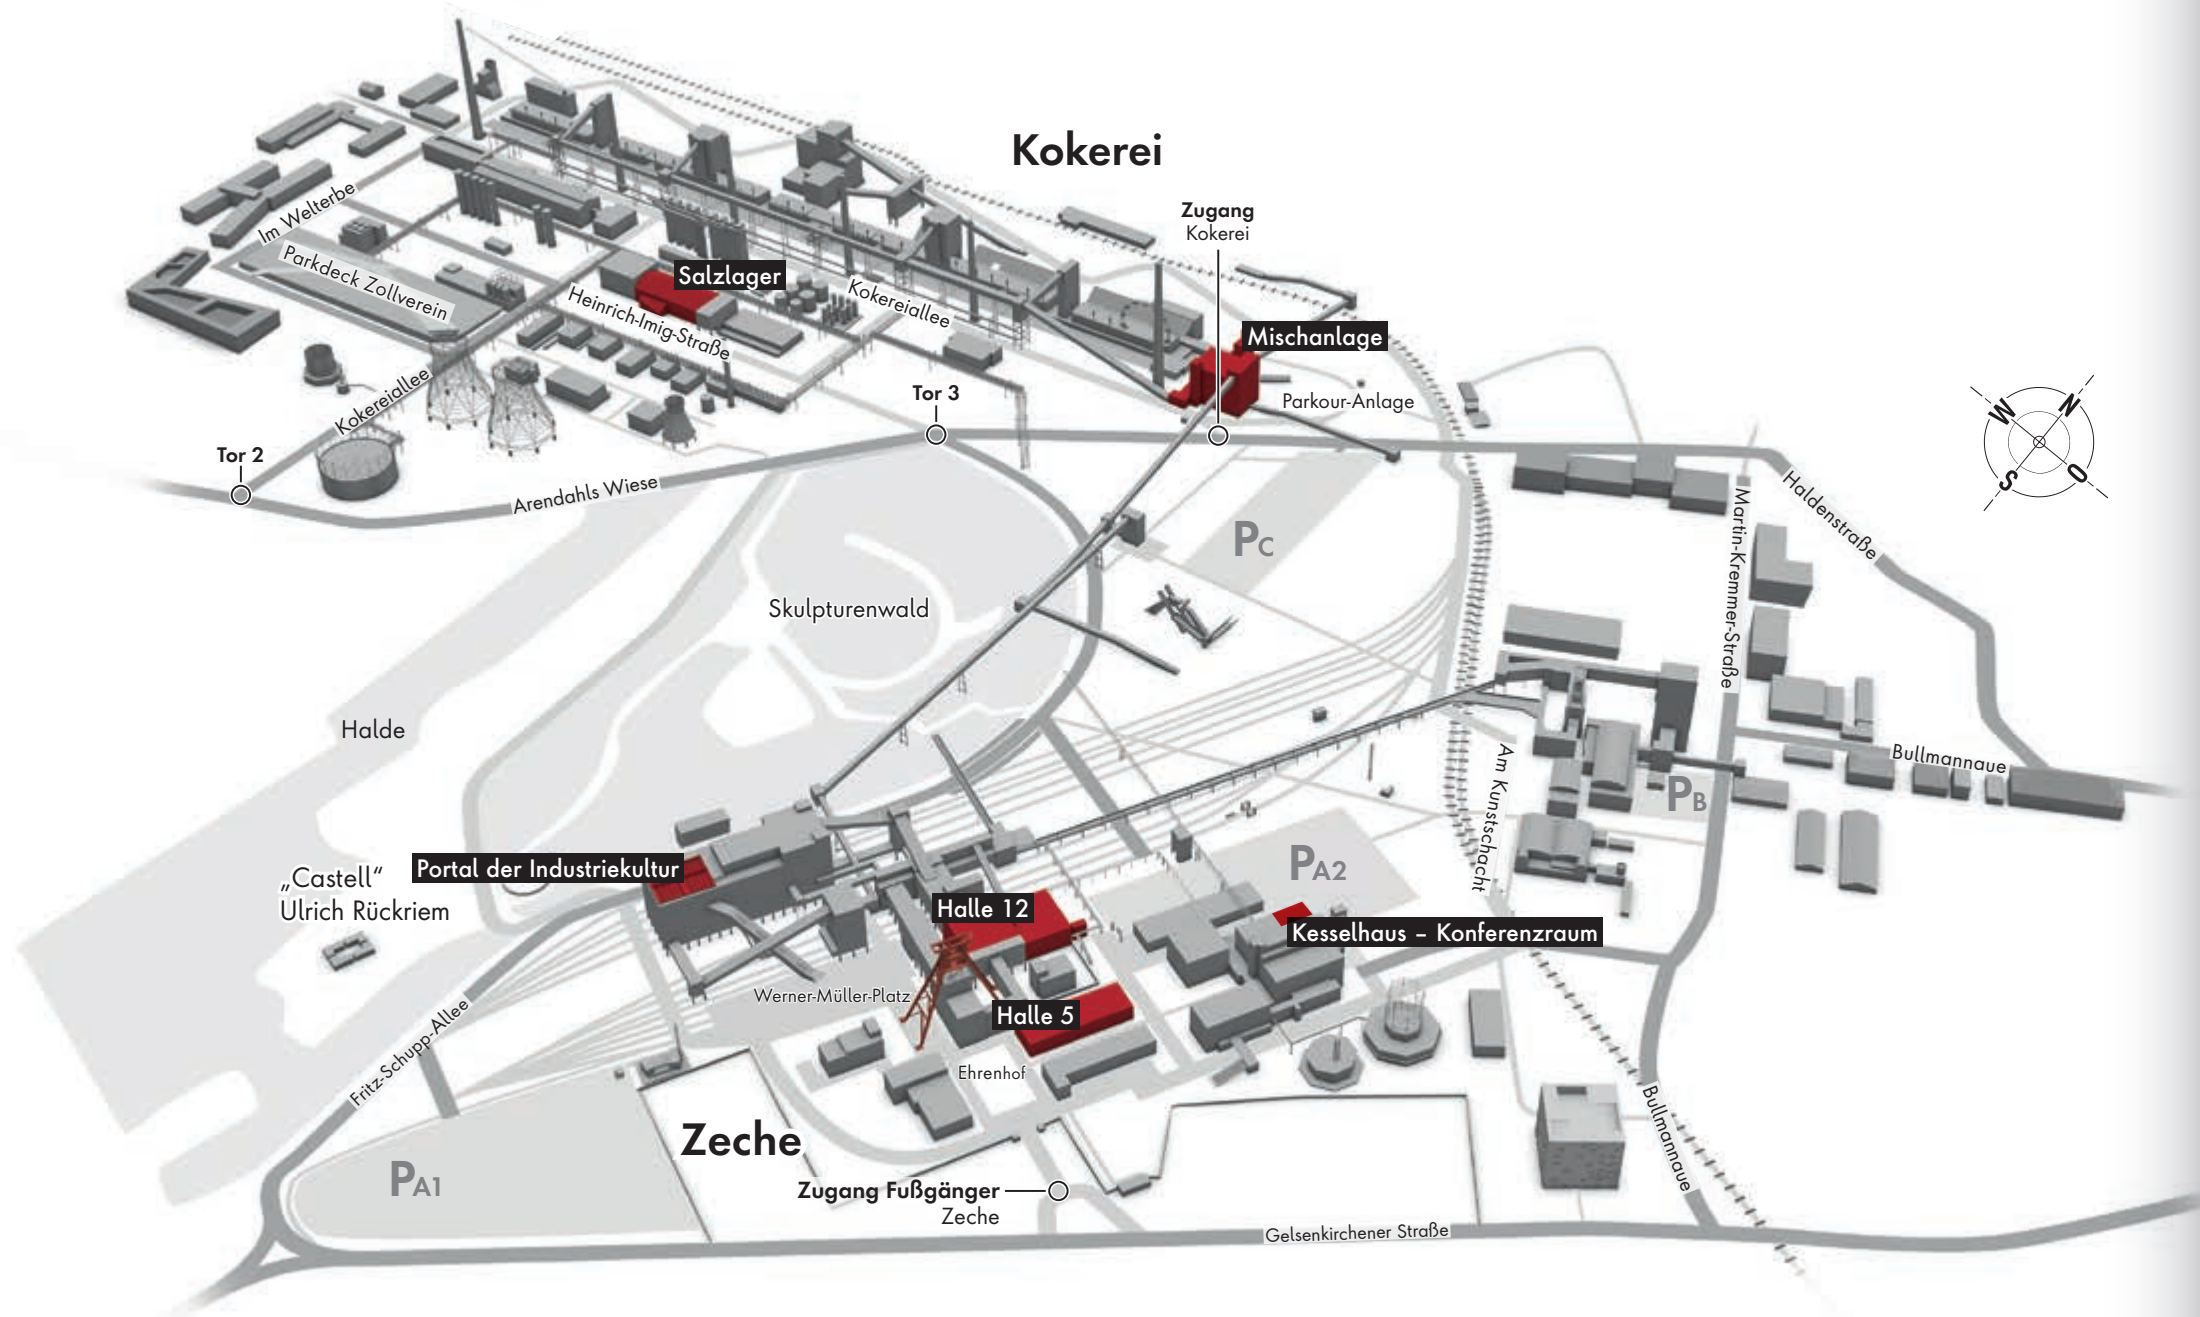 Kokerei
Im Welterbe
Parkdeck Zollverein
Salzlager
Heinrich-Imig-Straße
Kokereiallee
Zugang
Kokerei
Mischanlage
Parkour-Anlage
Kokereiallee
Tor 3
Tor 2
Arendahls Wiese
W
N
S
O
Haldenstraße
Martin-Kremmer-Straße
PC
Skulpturenwald
Halde
Bullmannaue
Am Kunstschacht
PB
„Castell“
Ulrich Rückriem
Portal der Industriekultur
PA2
Halle 12
Kesselhaus – Konferenzraum
Werner-Müller-Platz
Halle 5
Fritz-Schupp-Allee
Ehrenhof
Zeche
PA1
Bullmannaue
Zugang Fußgänger
Zeche
Gelsenkirchener Straße